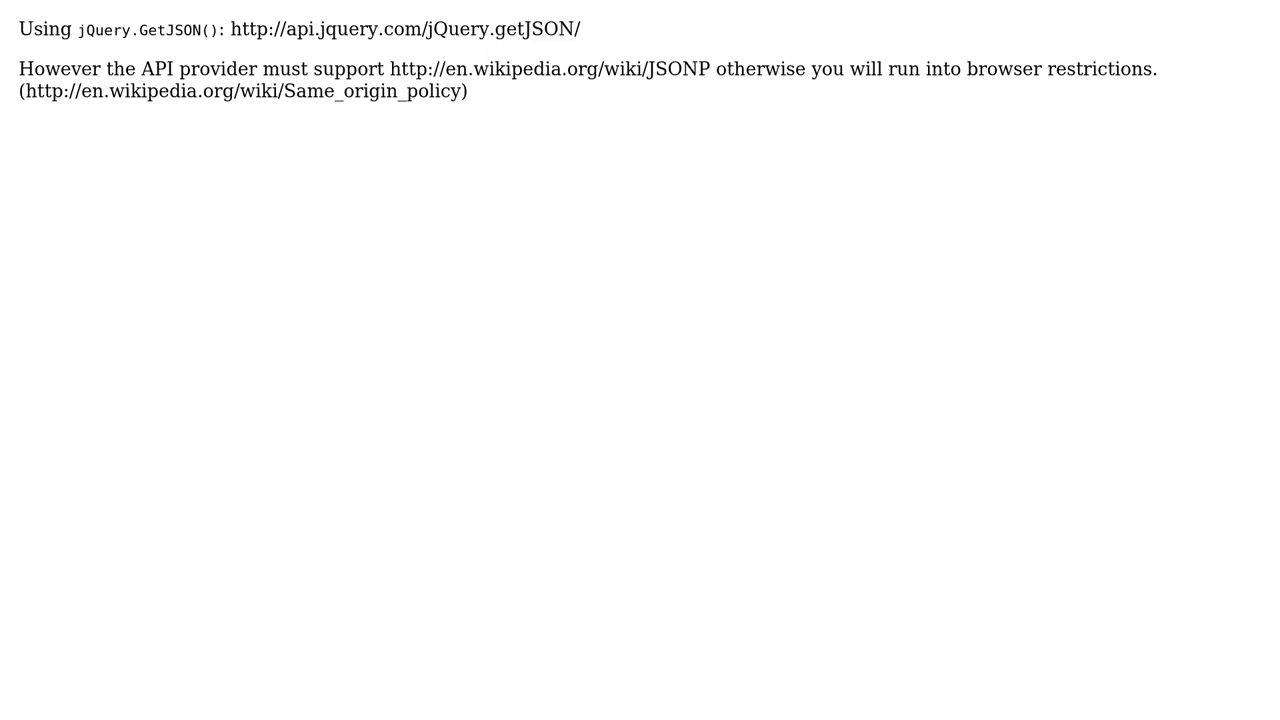 Using jQuery.GetJSON(): http://api.jquery.com/jQuery.getJSON/
However the API provider must support http://en.wikipedia.org/wiki/JSONP otherwise you will run into browser restrictions.
(http://en.wikipedia.org/wiki/Same_origin_policy)